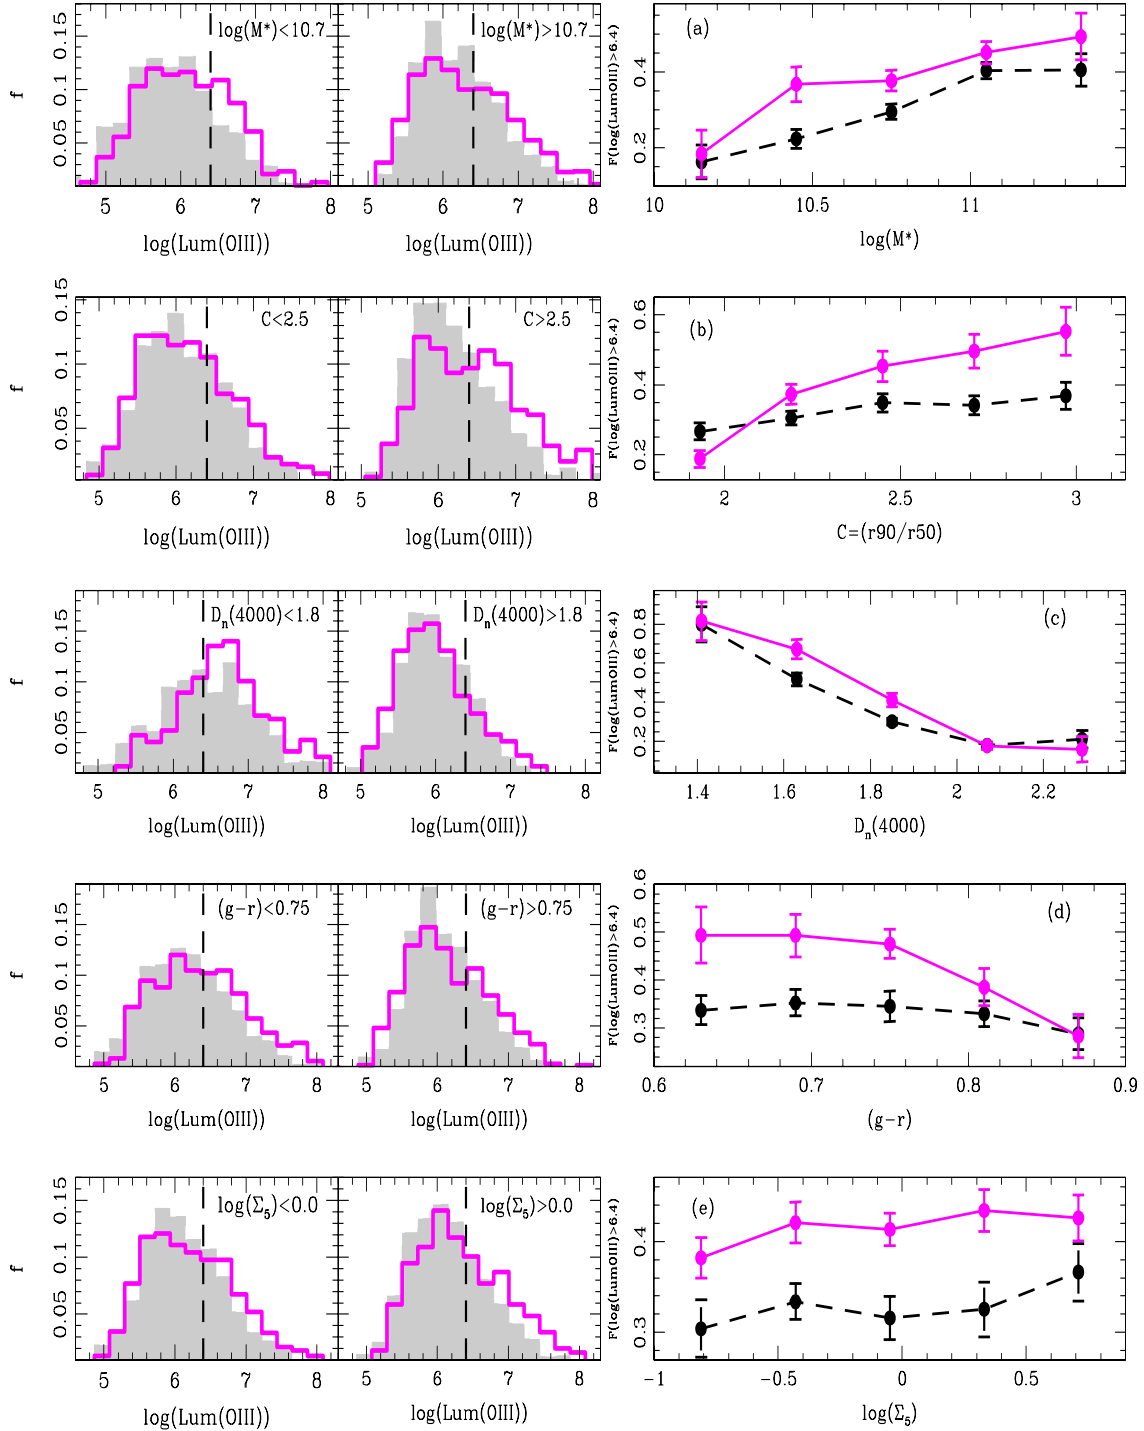 log(M*)<10.7
log(M*)>10.7
(a)
f
0.05 0.1 0.15
F(log(LumOIII)>6.4)
0.2 0.4
5 6 7 8
5 6 7 8
10 10.5 11
log(Lum(OIII))
log(Lum(OIII))
log(M*)
C<2.5
C>2.5
(b)
f
0.05 0.1 0.15
F(log(LumOIII)>6.4)
0.2 0.4 0.6
5 6 7 8
5 6 7 8
2 2.5 3
log(Lum(OIII))
log(Lum(OIII))
C=(r90/r50)
Dn(4000)<1.8
Dn(4000)>1.8
(c)
f
0.05 0.1 0.15
F(log(LumOIII)>6.4)
0.2 0.4 0.6 0.8
5 6 7 8
5 6 7 8
1.4 1.6 1.8 2 2.2
log(Lum(OIII))
log(Lum(OIII))
Dn(4000)
(g-r)<0.75
(g-r)>0.75
(d)
f
0.05 0.1 0.15
F(log(LumOIII)>6.4)
0.3 0.4 0.5 0.6
5 6 7 8
5 6 7 8
0.6 0.7 0.8 0.9
log(Lum(OIII))
log(Lum(OIII))
(g-r)
log(Σ5)<0.0
log(Σ5)>0.0
(e)
f
0.05 0.1 0.15
F(log(LumOIII)>6.4)
0.3 0.4
5 6 7 8
5 6 7 8
-1 -0.5 0 0.5
log(Lum(OIII))
log(Lum(OIII))
log(Σ5)